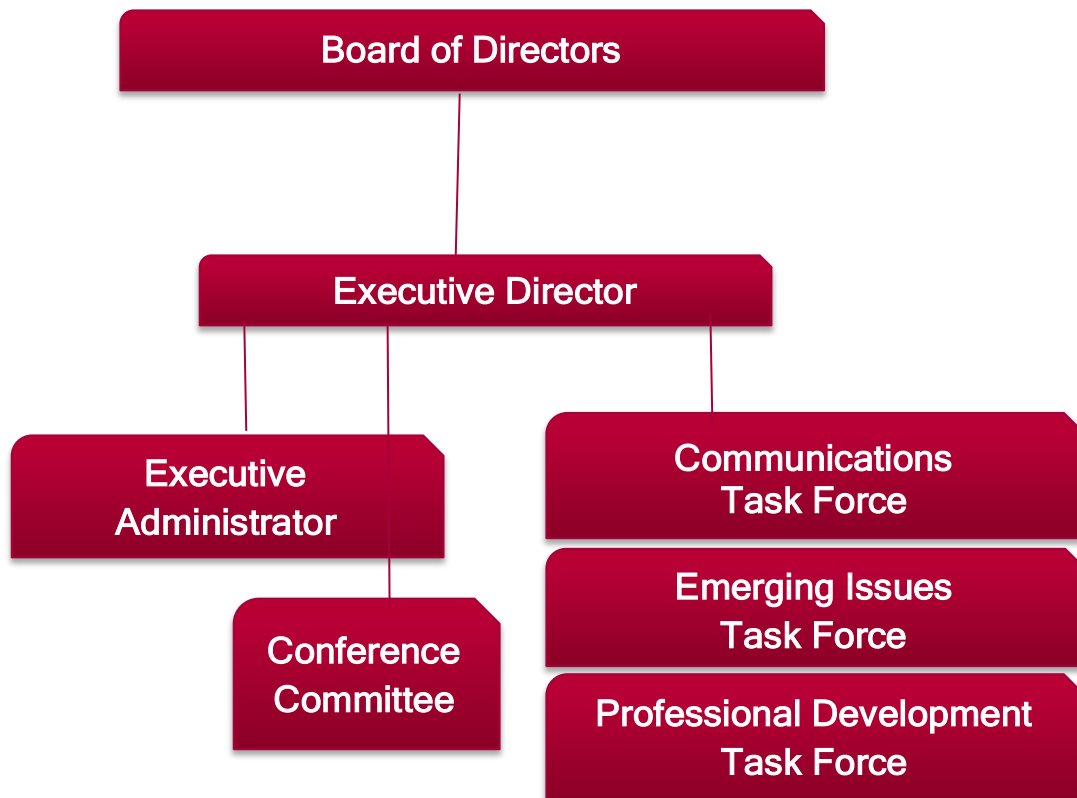 Board of Directors
Executive Director
Executive
Administrator
Conference
Committee
Communications
Task Force
Emerging Issues
Task Force
Professional Development
Task Force